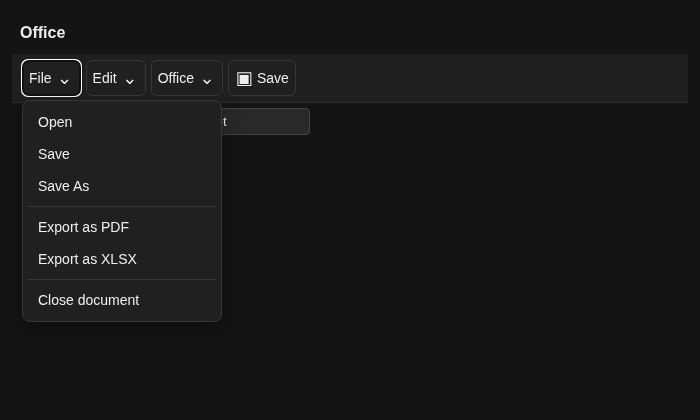 Office
File Edit Office Save
Open
Save
Save As
Export as PDF
Export as XLSX
Close document